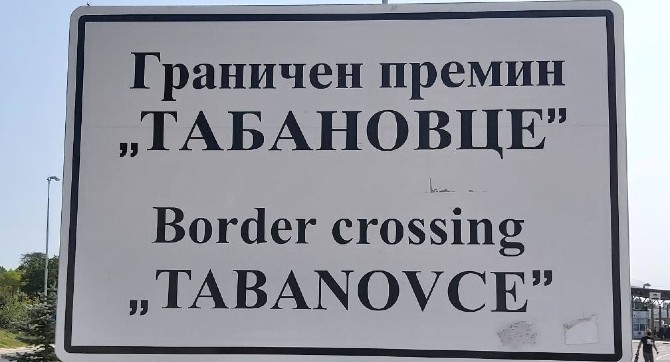 Граничен премин
„ТАБАНОВЦЕ”
Border crossing
„TABANOVCE”